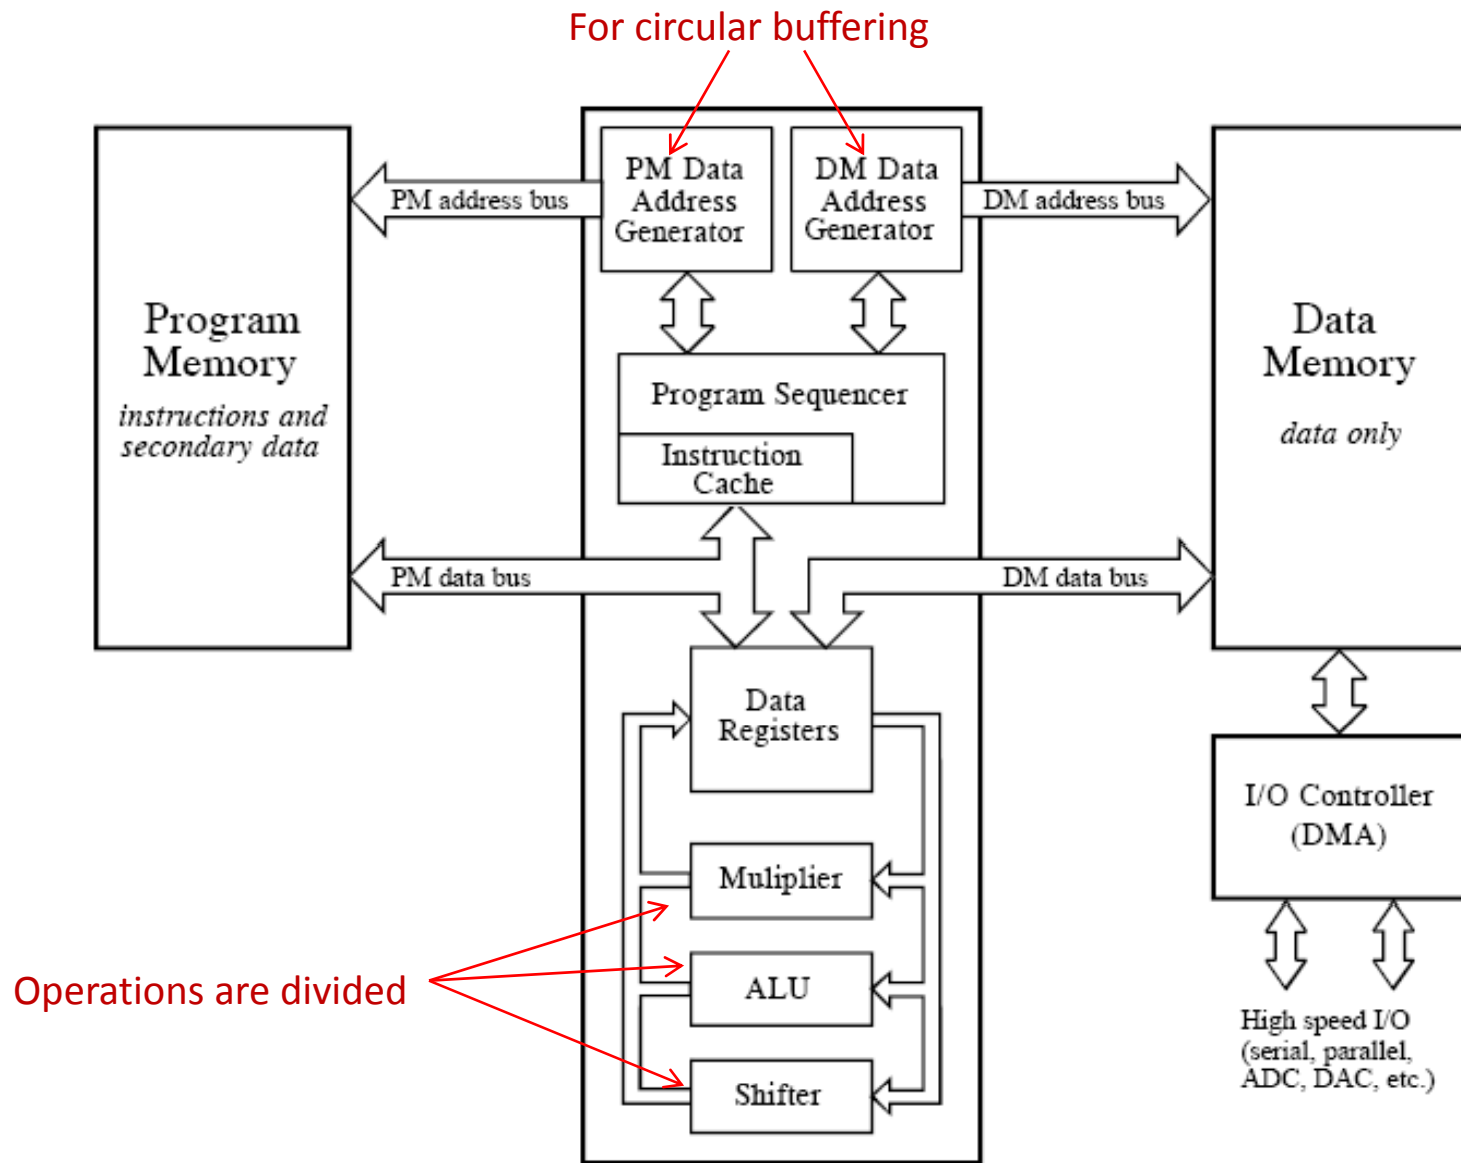 For circular buffering
PM Data
Address
Generator
DM Data
Address
Generator
PM address bus
DM address bus
Program
Memory
instructions and
secondary data
Program Sequencer
Instruction
Cache
Data
Memory
data only
PM data bus
DM data bus
Data
Registers
Muliplier
ALU
Shifter
Operations are divided
I/O Controller
(DMA)
High speed I/O
(serial, parallel,
ADC, DAC, etc.)